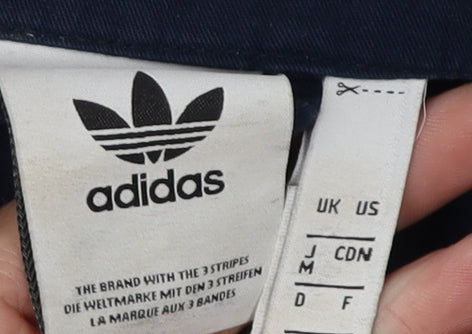 adidas
THE BRAND WITH THE 3 STRIPES
DIE WELTMARKE MIT DEN 3 STREIFEN
LA MARQUE AUX 3 BANDES
UK US
J CDN
M
D F